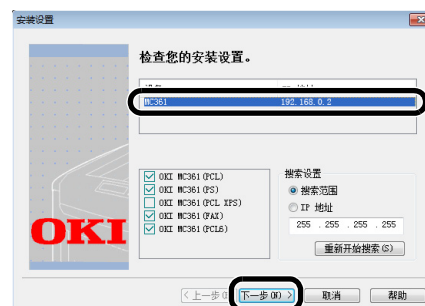 安装设置
检查您的安装设置。
MC361 192.168.0.2
OKI MC361(PCL)
OKI MC361(PS)
OKI MC361(PCL XPS)
OKI MC361(FAX)
OKI MC361(PCL6)
搜索设置
搜索范围
IP 地址
255 . 255 . 255 . 255
重新开始搜索(S)
OKI
<上一步 下一步(N) > 取消 帮助